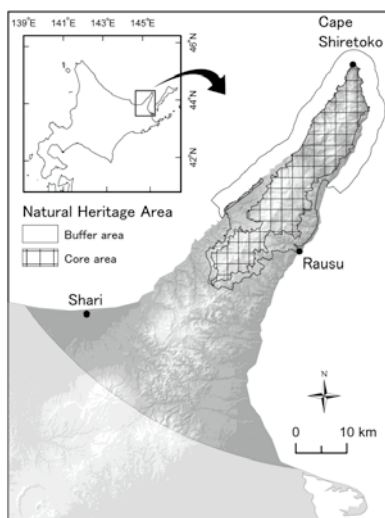 139°E 141°E 143°E 145°E
46°N
44°N
42°N
Cape
Shiretoko
Natural Heritage Area
Buffer area
Core area
Rausu
Shari
N
0 10 km